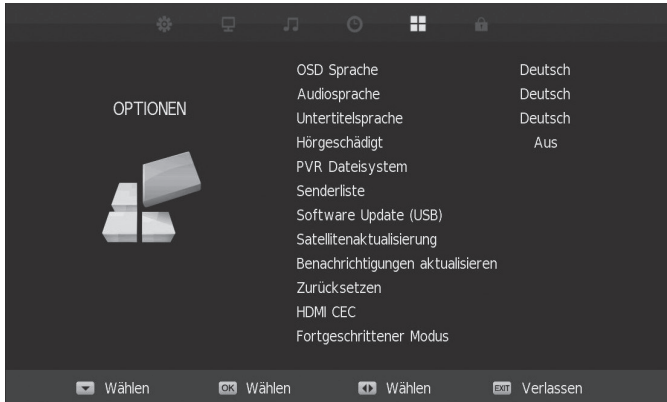 OSD Sprache Deutsch
Audiosprache Deutsch
OPTIONEN
Untertitelsprache Deutsch
Hörgeschädigt Aus
PVR Dateisystem
Senderliste
Software Update (USB)
Satellitenaktualisierung
Benachrichtigungen aktualisieren
Zurücksetzen
HDMI CEC
Fortgeschrittener Modus
Wählen OK Wählen Wählen EXIT Verlassen